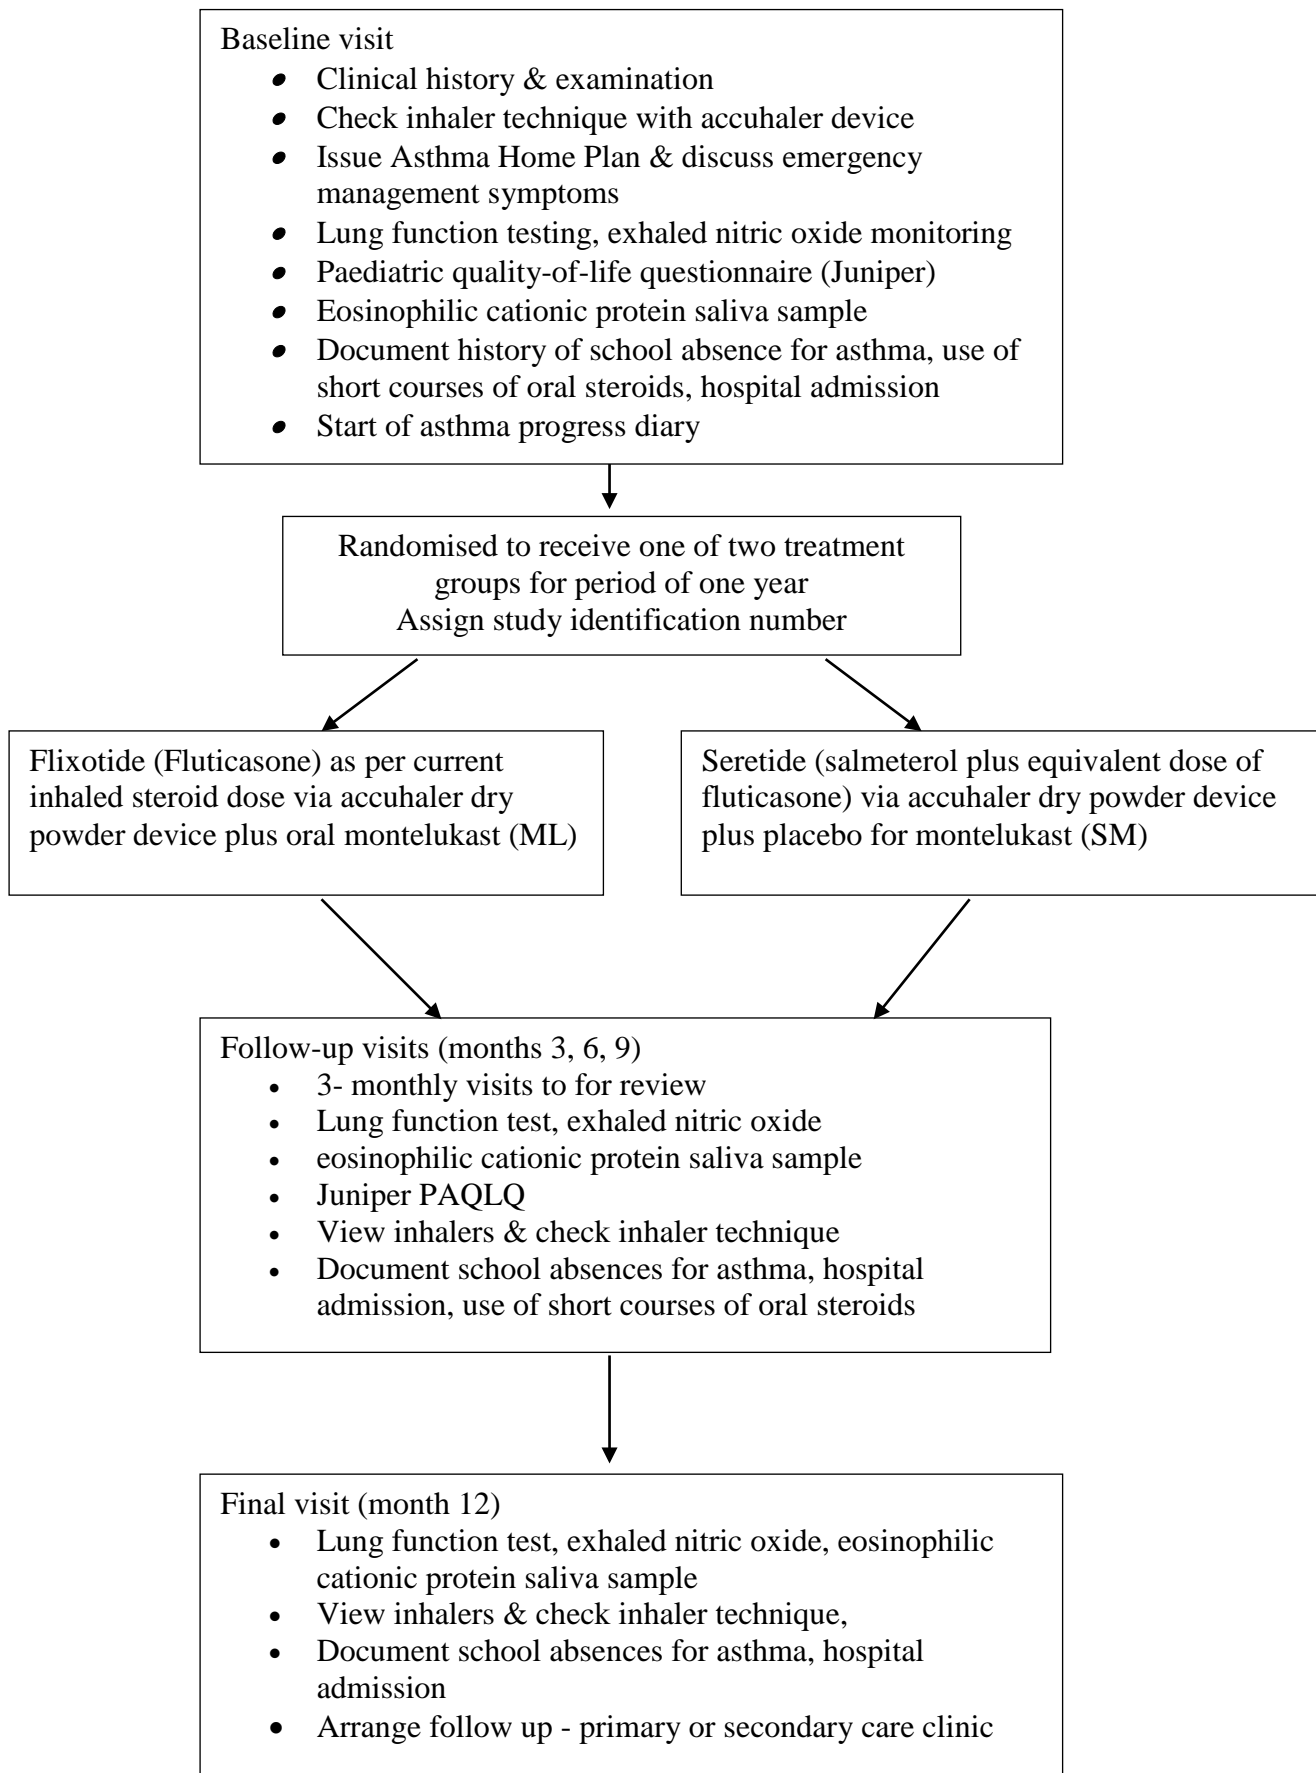 Baseline visit
• Clinical history & examination
• Check inhaler technique with accuhaler device
• Issue Asthma Home Plan & discuss emergency
management symptoms
• Lung function testing, exhaled nitric oxide monitoring
• Paediatric quality-of-life questionnaire (Juniper)
• Eosinophilic cationic protein saliva sample
• Document history of school absence for asthma, use of
short courses of oral steroids, hospital admission
• Start of asthma progress diary
Randomised to receive one of two treatment
groups for period of one year
Assign study identification number
Flixotide (Fluticasone) as per current
inhaled steroid dose via accuhaler dry
powder device plus oral montelukast (ML)
Seretide (salmeterol plus equivalent dose of
fluticasone) via accuhaler dry powder device
plus placebo for montelukast (SM)
Follow-up visits (months 3, 6, 9)
• 3- monthly visits to for review
• Lung function test, exhaled nitric oxide
• eosinophilic cationic protein saliva sample
• Juniper PAQLQ
• View inhalers & check inhaler technique
• Document school absences for asthma, hospital
admission, use of short courses of oral steroids
Final visit (month 12)
• Lung function test, exhaled nitric oxide, eosinophilic
cationic protein saliva sample
• View inhalers & check inhaler technique,
• Document school absences for asthma, hospital
admission
• Arrange follow up - primary or secondary care clinic